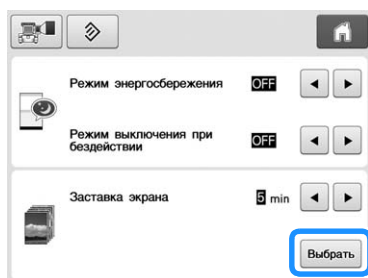 Режим энергосбережения OFF
Режим выключения при
бездействии OFF
Заставка экрана 5 min
Выбрать